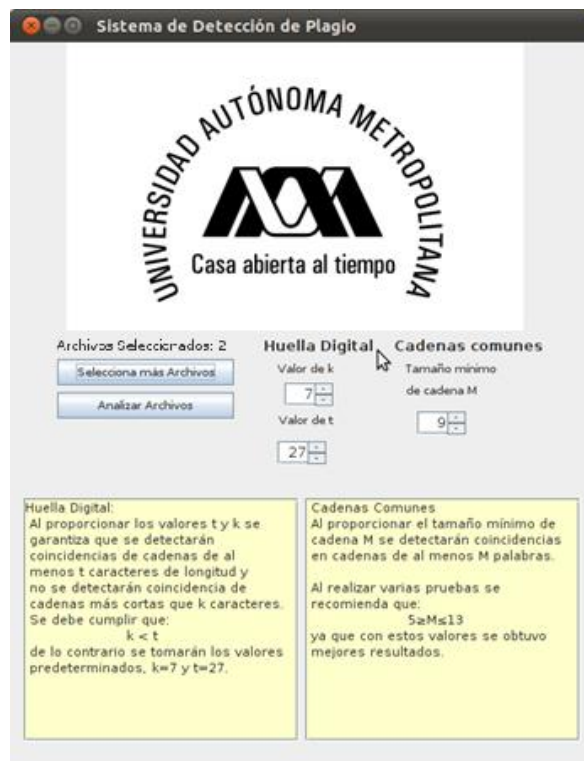 Sistema de Detección de Plagio
UNIVERSIDAD AUTÓNOMA METROPOLITANA
Casa abierta al tiempo
Archivos Seleccionados: 2
Selecciona más Archivos
Analizar Archivos
Huella Digital
Valor de k
7
Valor de t
27
Cadenas comunes
Tamaño mínimo
de cadena M
9
Huella Digital:
Al proporcionar los valores t y k se
garantiza que se detectarán
coincidencias de cadenas de al
menos t caracteres de longitud y
no se detectarán coincidencia de
cadenas más cortas que k caracteres.
Se debe cumplir que:
k < t
de lo contrario se tomarán los valores
predeterminados, k=7 y t=27.
Cadenas Comunes
Al proporcionar el tamaño mínimo de
cadena M se detectarán coincidencias
en cadenas de al menos M palabras.
Al realizar varias pruebas se
recomienda que:
5≥M≤13
ya que con estos valores se obtuvo
mejores resultados.